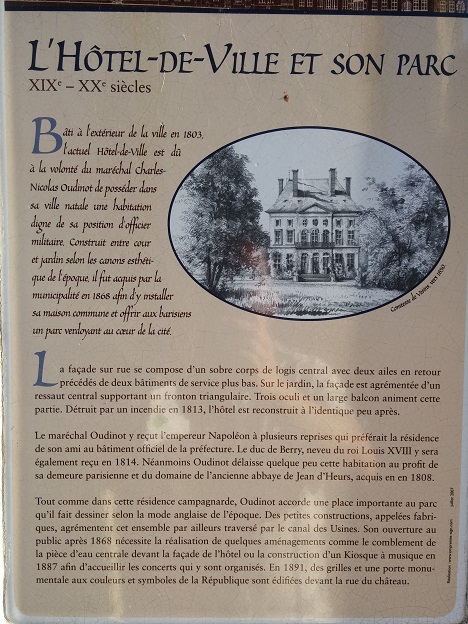 L'Hôtel-de-Ville et son parc
XIXe – XXe siècles
Bâti à l'extérieur de la ville en 1803,
l'actuel Hôtel-de-Ville est dû
à la volonté du maréchal Charles-
Nicolas Oudinot de posséder dans
sa ville natale une habitation
digne de sa position d'officier
militaire. Construit entre cour
et jardin selon les canons esthéti-
que de l'époque, il fut acquis par la
municipalité en 1868 afin d'y installer
sa maison commune et offrir aux barisiens
un parc verdoyant au cœur de la cité.
La façade sur rue se compose d'un sobre corps de logis central avec deux ailes en retour
précédés de deux bâtiments de service plus bas. Sur le jardin, la façade est agrémentée d'un
ressaut central supportant un fronton triangulaire. Trois oculi et un large balcon animent cette
partie. Détruit par un incendie en 1813, l'hôtel est reconstruit à l'identique peu après.
Le maréchal Oudinot y reçut l'empereur Napoléon à plusieurs reprises qui préférait la résidence
de son ami au bâtiment officiel de la préfecture. Le duc de Berry, neveu du roi Louis XVIII y sera
également reçu en 1814. Néanmoins Oudinot délaisse quelque peu cette habitation au profit de
sa demeure parisienne et du domaine de l'ancienne abbaye de Jean d'Heurs, acquis en en 1808.
Tout comme dans cette résidence campagnarde, Oudinot accorde une place importante au parc
qu'il fait dessiner selon la mode anglaise de l'époque. Des petites constructions, appelées fabri-
ques, agrémentent cet ensemble par ailleurs traversé par le canal des Usines. Son ouverture au
public après 1868 nécessite la réalisation de quelques aménagements comme le comblement de
la pièce d'eau centrale devant la façade de l'hôtel ou la construction d'un Kiosque à musique en
1887 afin d'accueillir les concerts qui y sont organisés. En 1891, des grilles et une porte monu-
mentale aux couleurs et symboles de la République sont édifiées devant la rue du château.